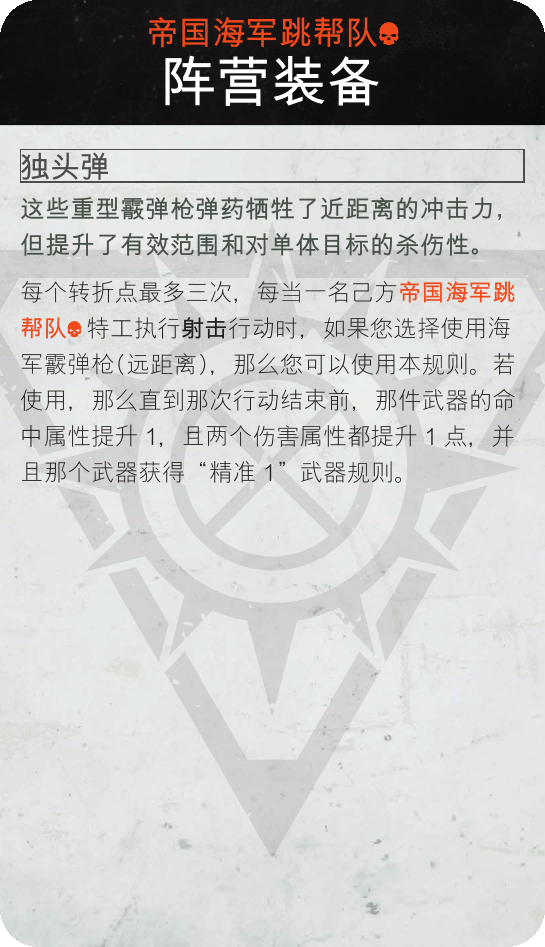 帝国海军跳帮队
阵营装备
独头弹
这些重型霰弹枪弹药牺牲了近距离的冲击力，
但提升了有效范围和对单体目标的杀伤性。
每个转折点最多三次，每当一名己方帝国海军跳
帮队特工执行射击行动时，如果您选择使用海
军霰弹枪(远距离)，那么您可以使用本规则。若
使用，那么直到那次行动结束前，那件武器的命
中属性提升 1，且两个伤害属性都提升 1 点，并
且那个武器获得“精准 1”武器规则。